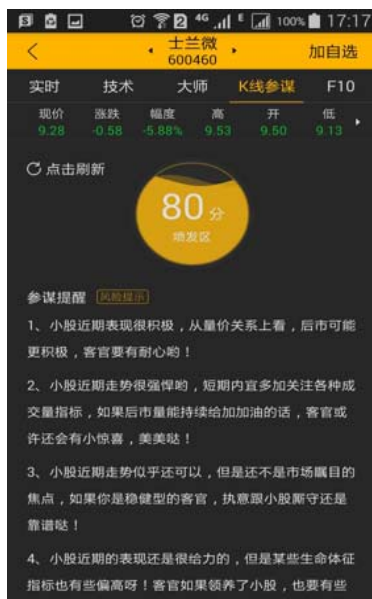 4G E 100% 17:17
士兰微
600460
加自选
实时 技术 大师 K线参谋 F10
现价 涨跌 幅度 高 开 低
9.28 -0.58 -5.88% 9.53 9.50 9.13
点击刷新
80分
参谋提醒 风险提示
1、小股近期表现很积极，从量价关系上看，后市可能
更积极，客官要有耐心哟！
2、小股近期走势很强悍哟，短期内宜多加关注各种成
交量指标，如果后市量能持续给加加油的话，客官或
许还会有小惊喜，美美哒！
3、小股近期走势似乎还可以，但是还不是市场瞩目的
焦点，如果你是稳健型的客官，执意跟小股厮守还是
靠谱哒！
4、小股近期的表现还是很给力的，但是某些生命体征
指标也有些偏高呀！客官如果领养了小股，也要有些